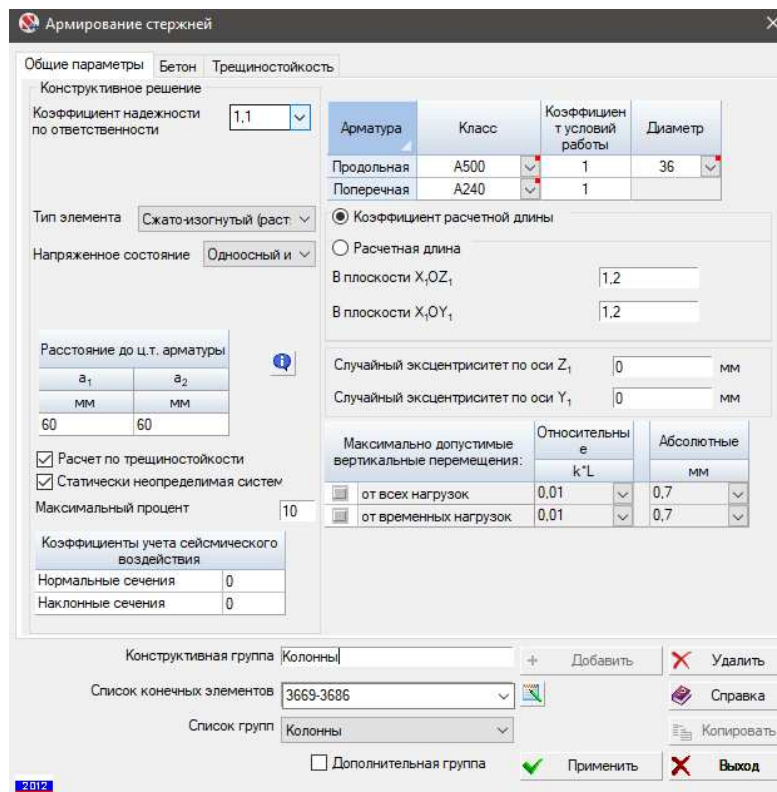 Армирование стержней
Общие параметры Бетон Трещиностойкость
Конструктивное решение
Коэффициент надежности
по ответственности
1,1
Тип элемента Сжато-изогнутый (раст
Напряженное состояние Одноосный и
Расстояние до ц.т. арматуры
a1 a2
мм мм
60 60
Расчет по трещиностойкости
Статически неопределимая систем
Максимальный процент 10
Коэффициенты учета сейсмического
воздействия
Нормальные сечения 0
Наклонные сечения 0
Арматура Класс Коэффициен
т условий
работы Диаметр
Продольная A500 1 36
Поперечная A240 1
Коэффициент расчетной длины
Расчетная длина
В плоскости X1OZ1 1,2
В плоскости X1OY1 1,2
Случайный эксцентриситет по оси Z1 0 мм
Случайный эксцентриситет по оси Y1 0 мм
Максимально допустимые
вертикальные перемещения:
Относительны
е Абсолютные
k*L мм
от всех нагрузок 0,01 0,7
от временных нагрузок 0,01 0,7
Конструктивная группа Колонны + Добавить Удалить
Список конечных элементов 3669-3686 Справка
Список групп Колонны Копировать
Дополнительная группа Применить Выход
2012